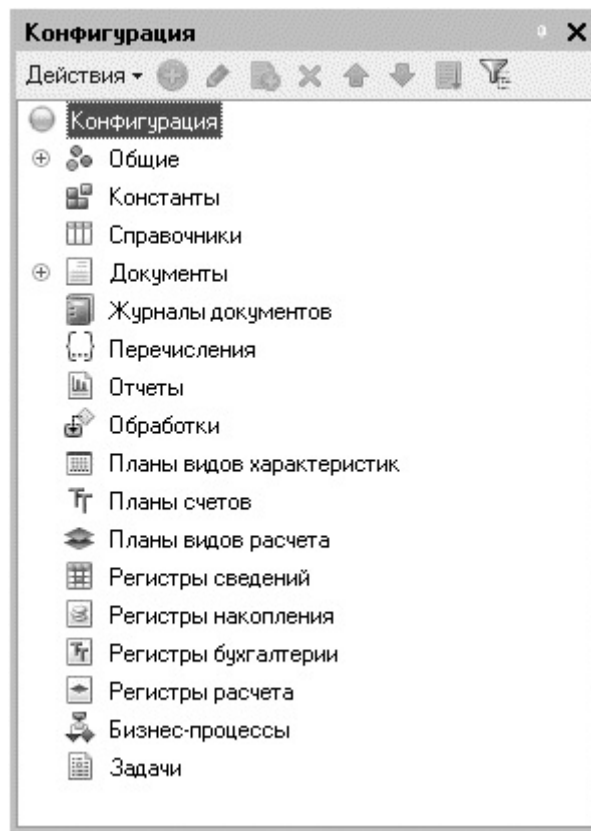 Конфигурация
Действия
Конфигурация
Общие
Константы
Справочники
Документы
Журналы документов
Перечисления
Отчеты
Обработки
Планы видов характеристик
Планы счетов
Планы видов расчета
Регистры сведений
Регистры накопления
Регистры бухгалтерии
Регистры расчета
Бизнес-процессы
Задачи